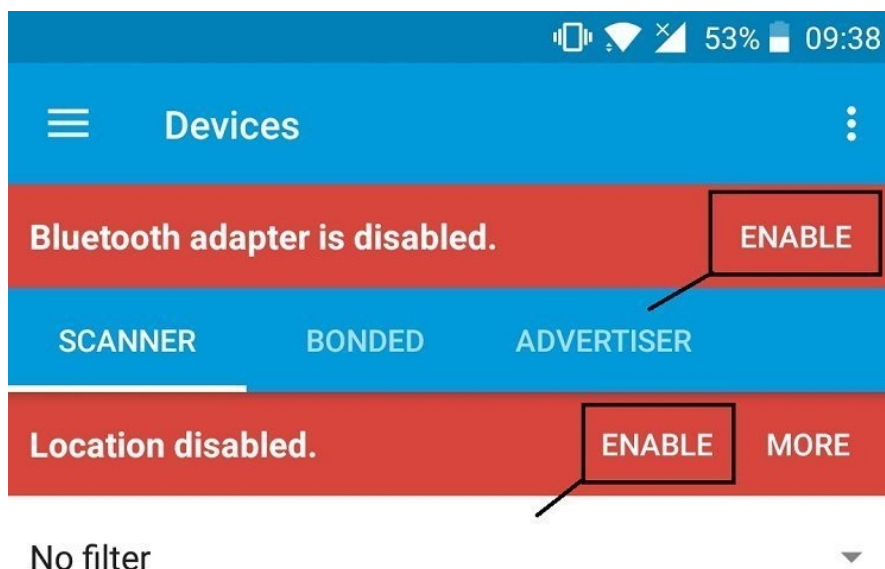 53% 09:38
Devices
Bluetooth adapter is disabled. ENABLE
SCANNER BONDED ADVERTISER
Location disabled. ENABLE MORE
No filter